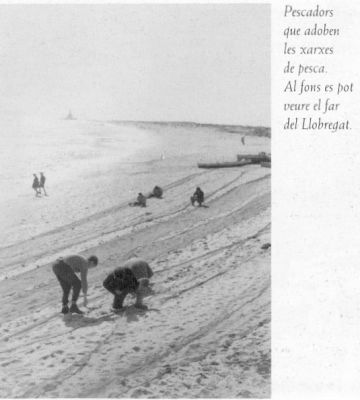 Pescadors
que adoben
les xarxes
de pesca.
Al fons es pot
veure el far
del Llobregat.